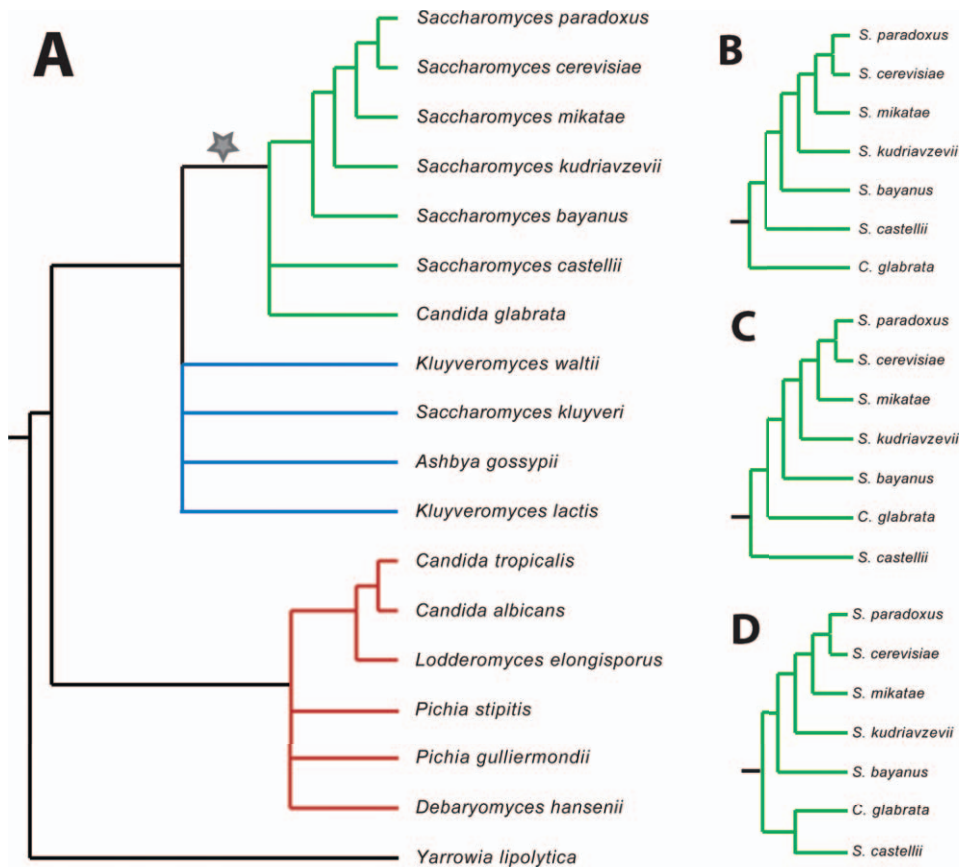 A
Saccharomyces paradoxus
Saccharomyces cerevisiae
Saccharomyces mikatae
Saccharomyces kudriavzevii
Saccharomyces bayanus
Saccharomyces castellii
Candida glabrata
Kluyveromyces waltii
Saccharomyces kluyveri
Ashbya gossypii
Kluyveromyces lactis
Candida tropicalis
Candida albicans
Lodderomyces elongisporus
Pichia stipitis
Pichia gulliermondii
Debaryomyces hansenii
Yarrowia lipolytica
B
S. paradoxus
S. cerevisiae
S. mikatae
S. kudriavzevii
S. bayanus
S. castellii
C. glabrata
C
S. paradoxus
S. cerevisiae
S. mikatae
S. kudriavzevii
S. bayanus
C. glabrata
S. castellii
D
S. paradoxus
S. cerevisiae
S. mikatae
S. kudriavzevii
S. bayanus
C. glabrata
S. castellii